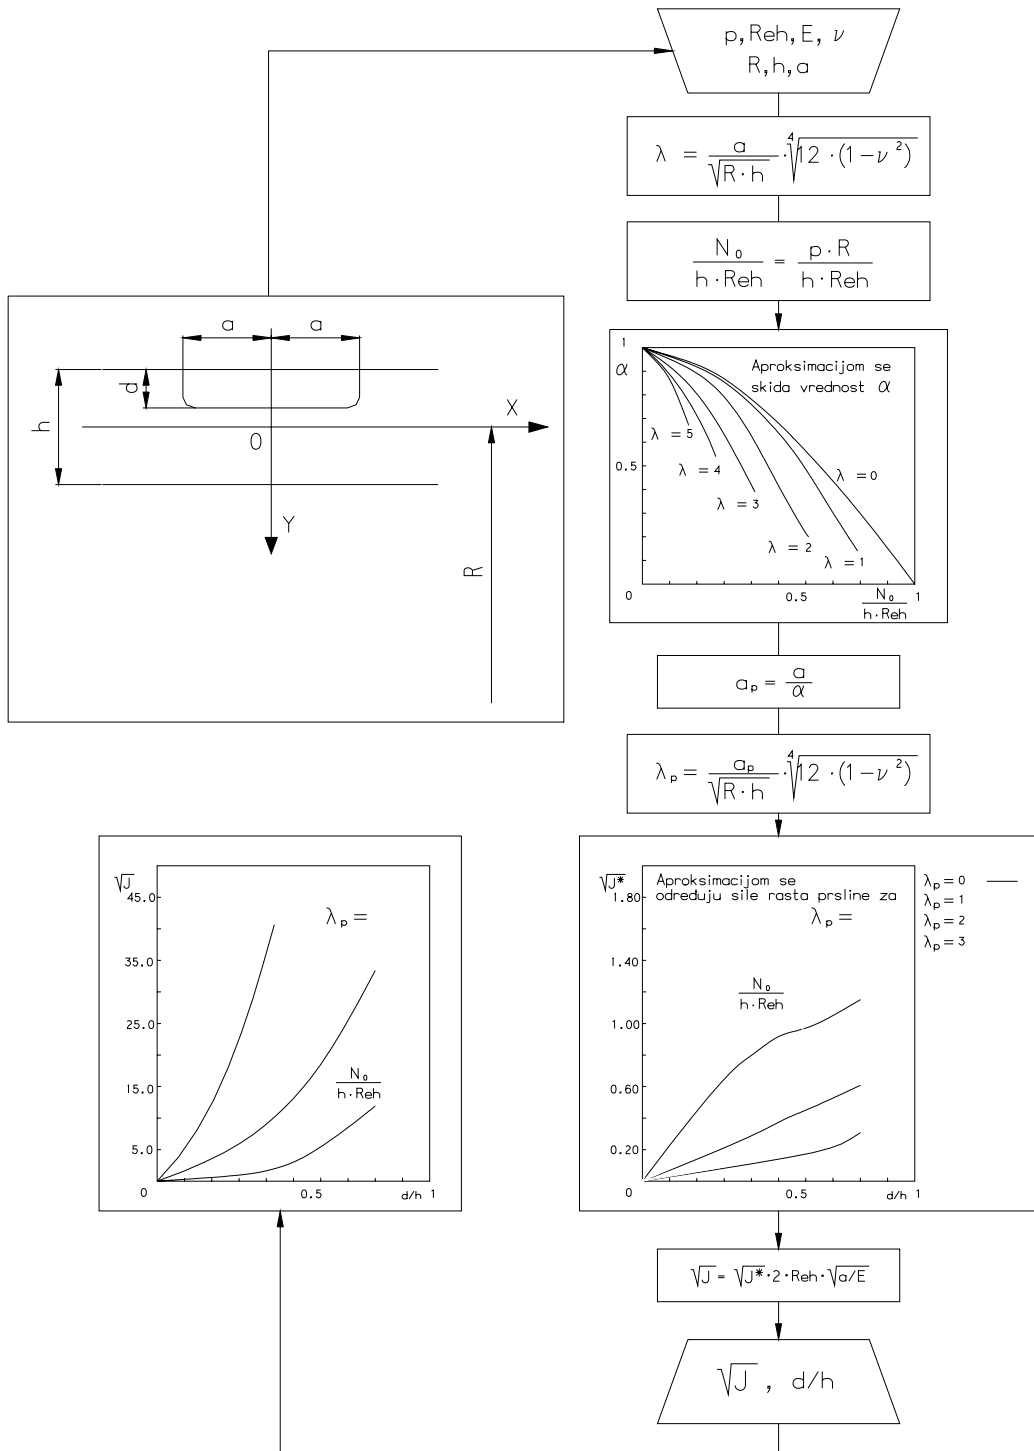 p, Reh, E, ν
R, h, a
λ = a/√(R·h) · ⁴√(12·(1-ν²))
N₀/(h·Reh) = p·R/(h·Reh)
a a
d
h
X
0
Y
R
1
α
Aproksimacijom se
skida vrednost α
λ = 5
λ = 4
λ = 3
λ = 2
λ = 1
λ = 0
0.5
0 0.5 1
N₀/(h·Reh)
aₚ = a/α
λₚ = aₚ/√(R·h) · ⁴√(12·(1-ν²))
√J*
Aproksimacijom se
određuju sile rasta prsline za
λₚ =
λₚ = 0
λₚ = 1
λₚ = 2
λₚ = 3
1.80
1.40
1.00
0.60
0.20
N₀/(h·Reh)
0 0.5 d/h 1
√J
45.0
35.0
25.0
15.0
5.0
λₚ =
N₀/(h·Reh)
0 0.5 d/h 1
√J = √J*·2·Reh·√(a/E)
√J , d/h